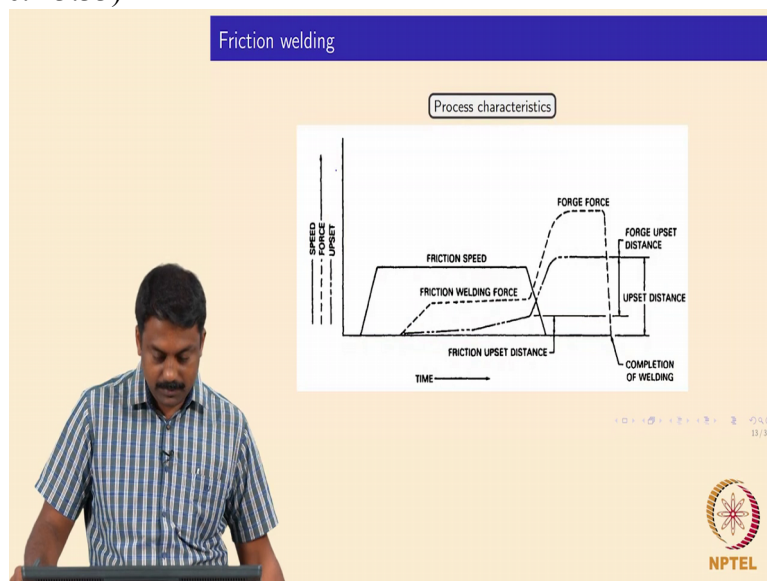 Friction welding
Process characteristics
SPEED
FORCE
UPSET
FRICTION SPEED
FRICTION WELDING FORCE
FORGE FORCE
FORGE UPSET
DISTANCE
UPSET DISTANCE
FRICTION UPSET DISTANCE
COMPLETION
OF WELDING
TIME
NPTEL